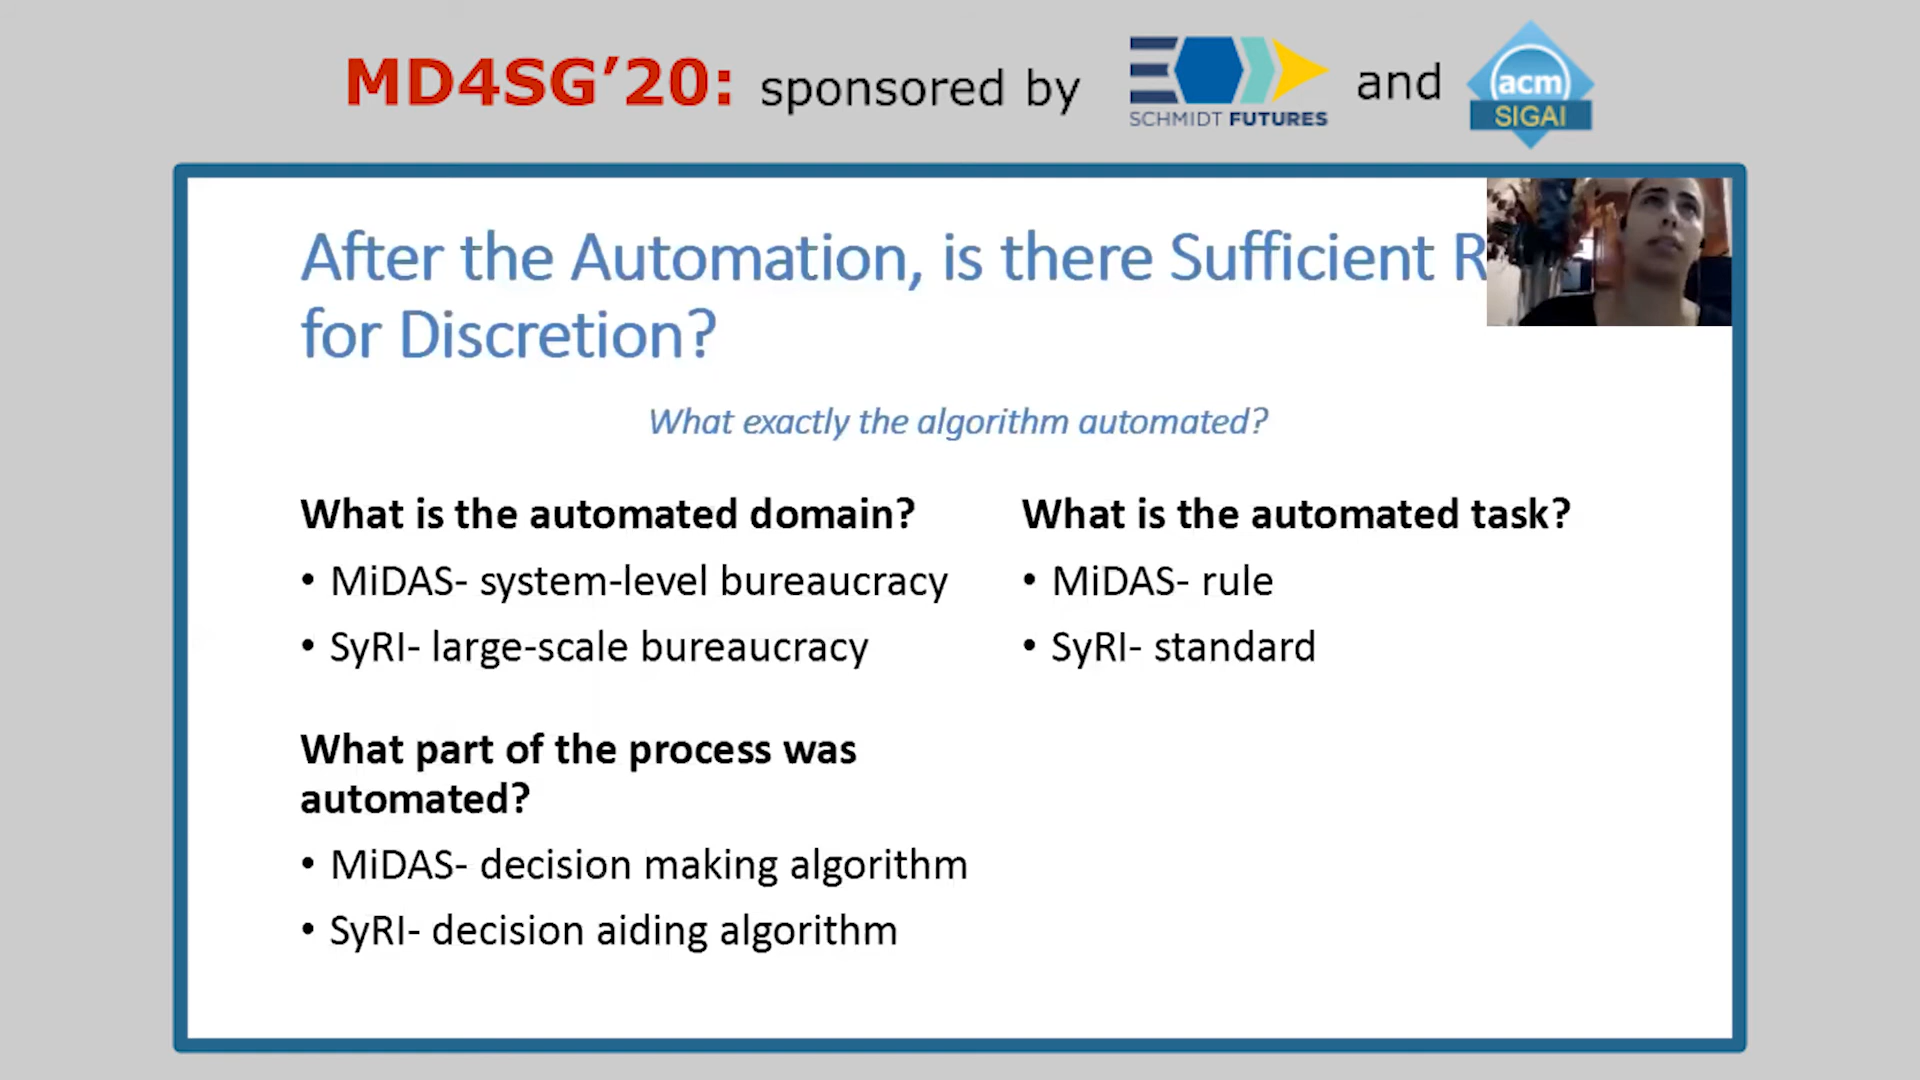 MD4SG’20: sponsored by SCHMIDT FUTURES and acm SIGAI
After the Automation, is there Sufficient
for Discretion?
What exactly the algorithm automated?
What is the automated domain?
• MiDAS- system-level bureaucracy
• SyRI- large-scale bureaucracy
What part of the process was
automated?
• MiDAS- decision making algorithm
• SyRI- decision aiding algorithm
What is the automated task?
• MiDAS- rule
• SyRI- standard